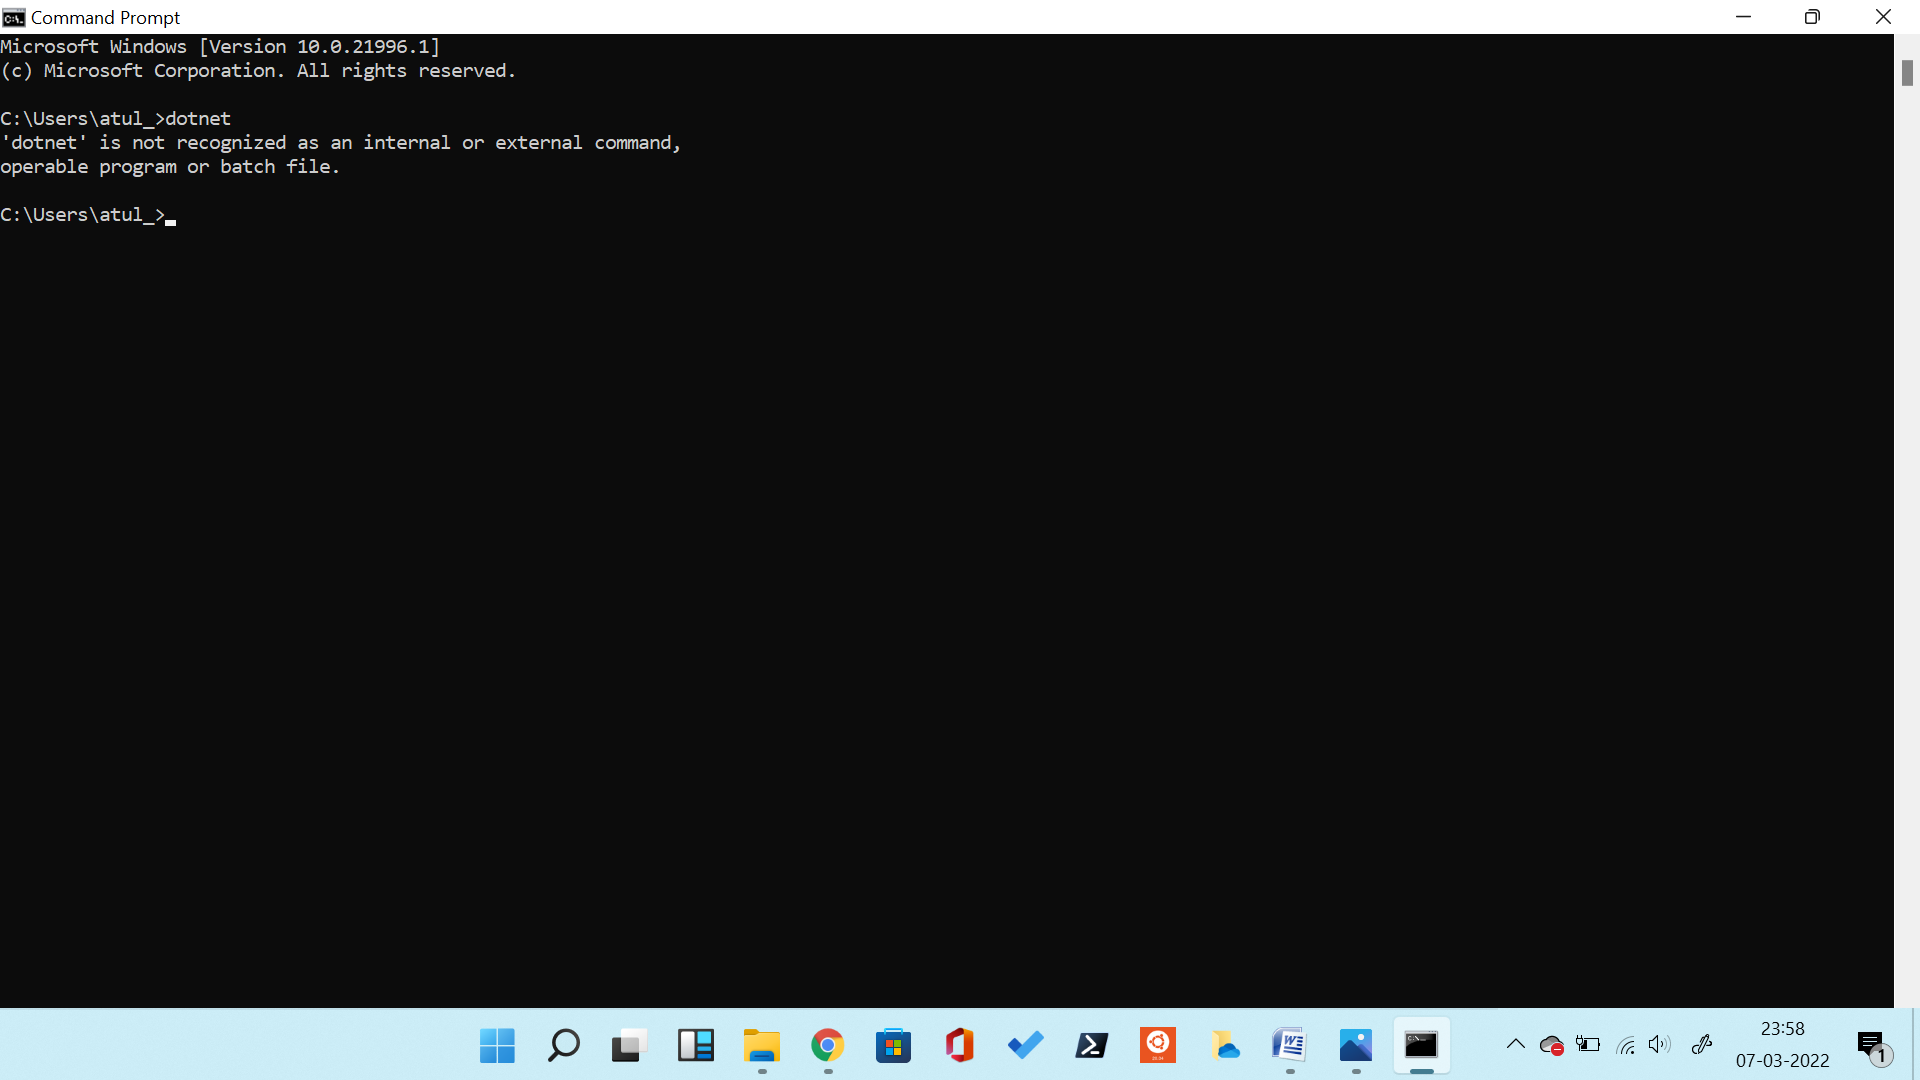 Command Prompt
Microsoft Windows [Version 10.0.21996.1]
(c) Microsoft Corporation. All rights reserved.
C:\Users\atul_>dotnet
'dotnet' is not recognized as an internal or external command,
operable program or batch file.
C:\Users\atul_>
23:58
07-03-2022
1